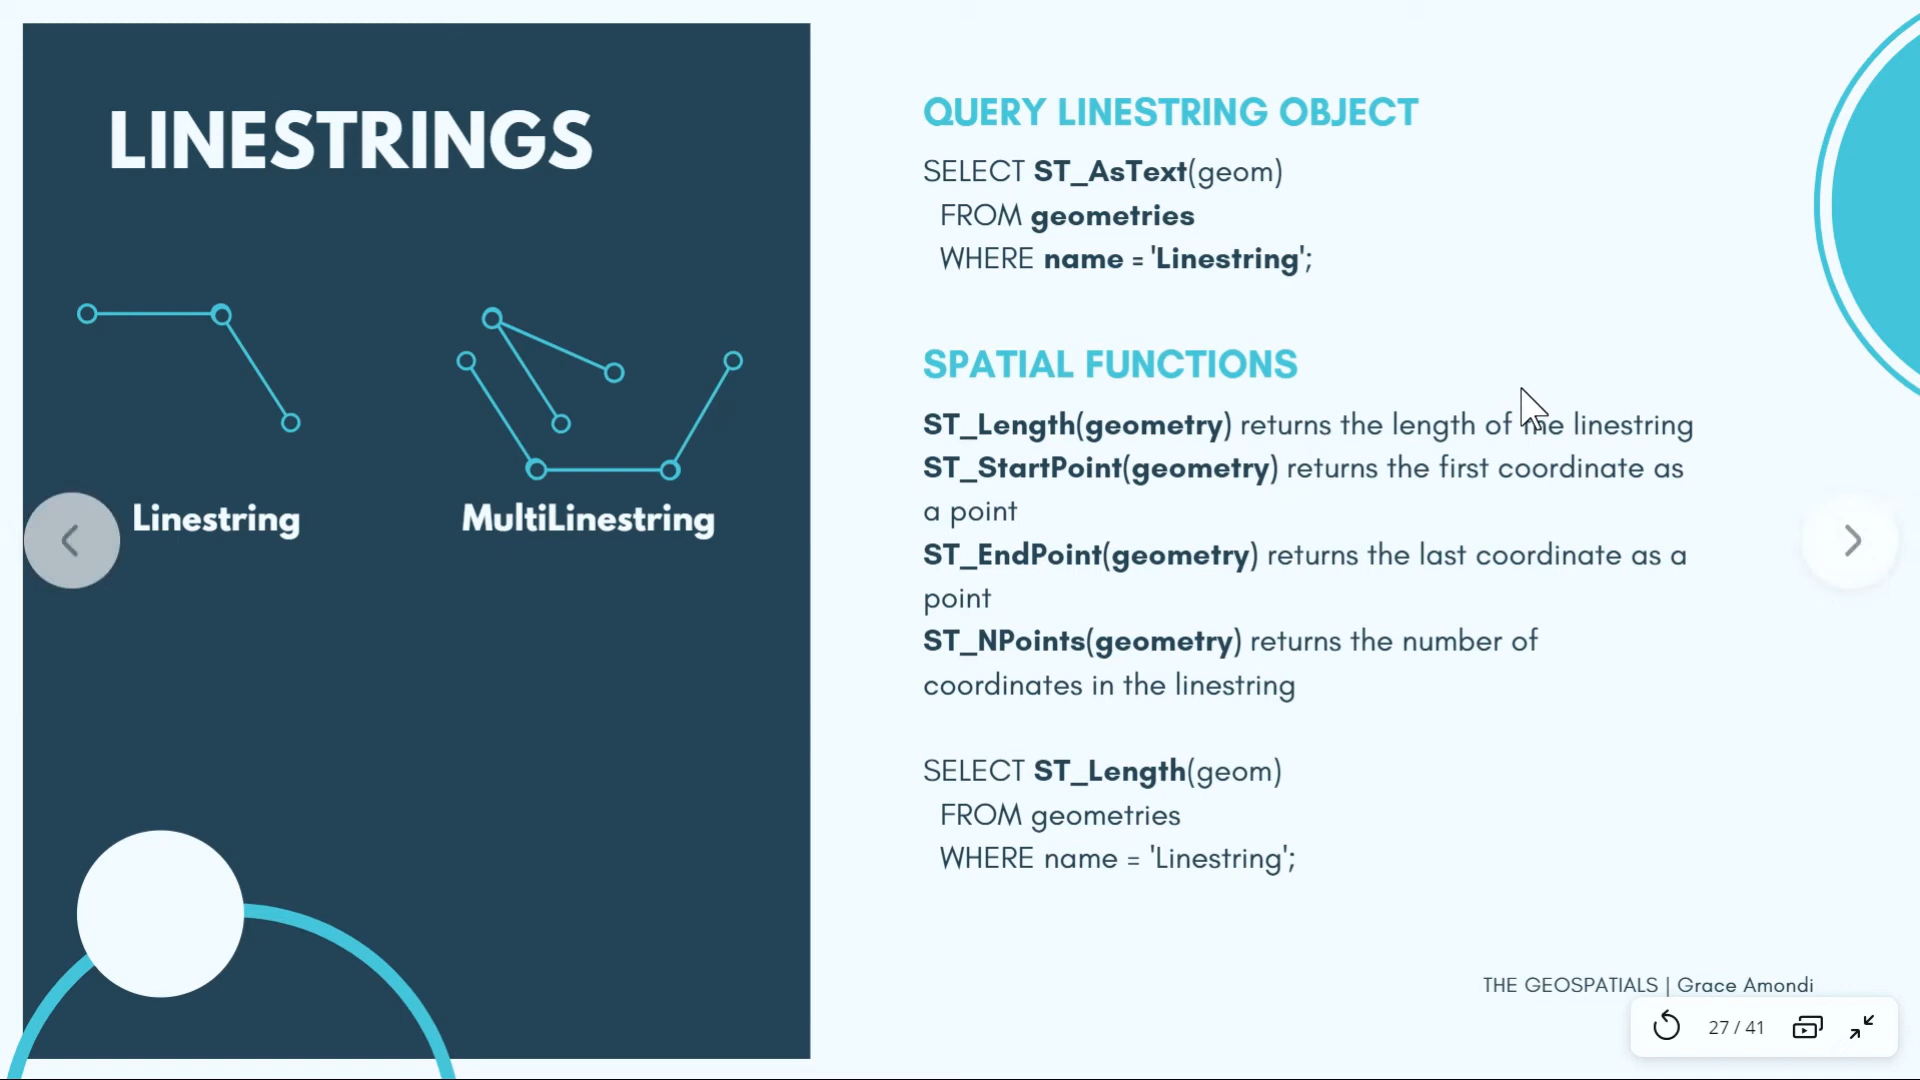 LINESTRINGS
Linestring
MultiLinestring
QUERY LINESTRING OBJECT
SELECT ST_AsText(geom)
FROM geometries
WHERE name = 'Linestring';
SPATIAL FUNCTIONS
ST_Length(geometry) returns the length of the linestring
ST_StartPoint(geometry) returns the first coordinate as
a point
ST_EndPoint(geometry) returns the last coordinate as a
point
ST_NPoints(geometry) returns the number of
coordinates in the linestring
SELECT ST_Length(geom)
FROM geometries
WHERE name = 'Linestring';
THE GEOSPATIALS | Grace Amondi
27 / 41